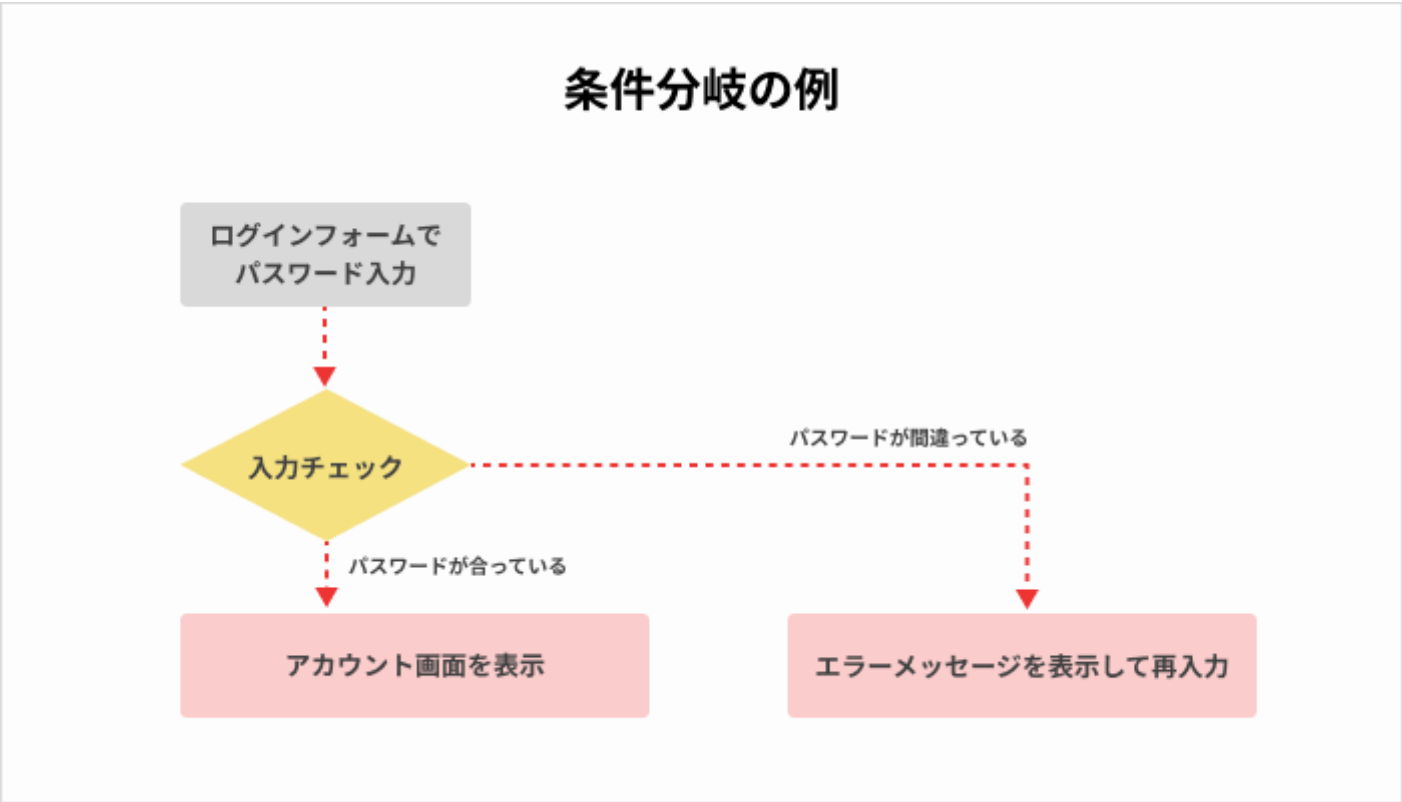 条件分岐の例
ログインフォームで
パスワード入力
入力チェック
パスワードが間違っている
パスワードが合っている
アカウント画面を表示
エラーメッセージを表示して再入力